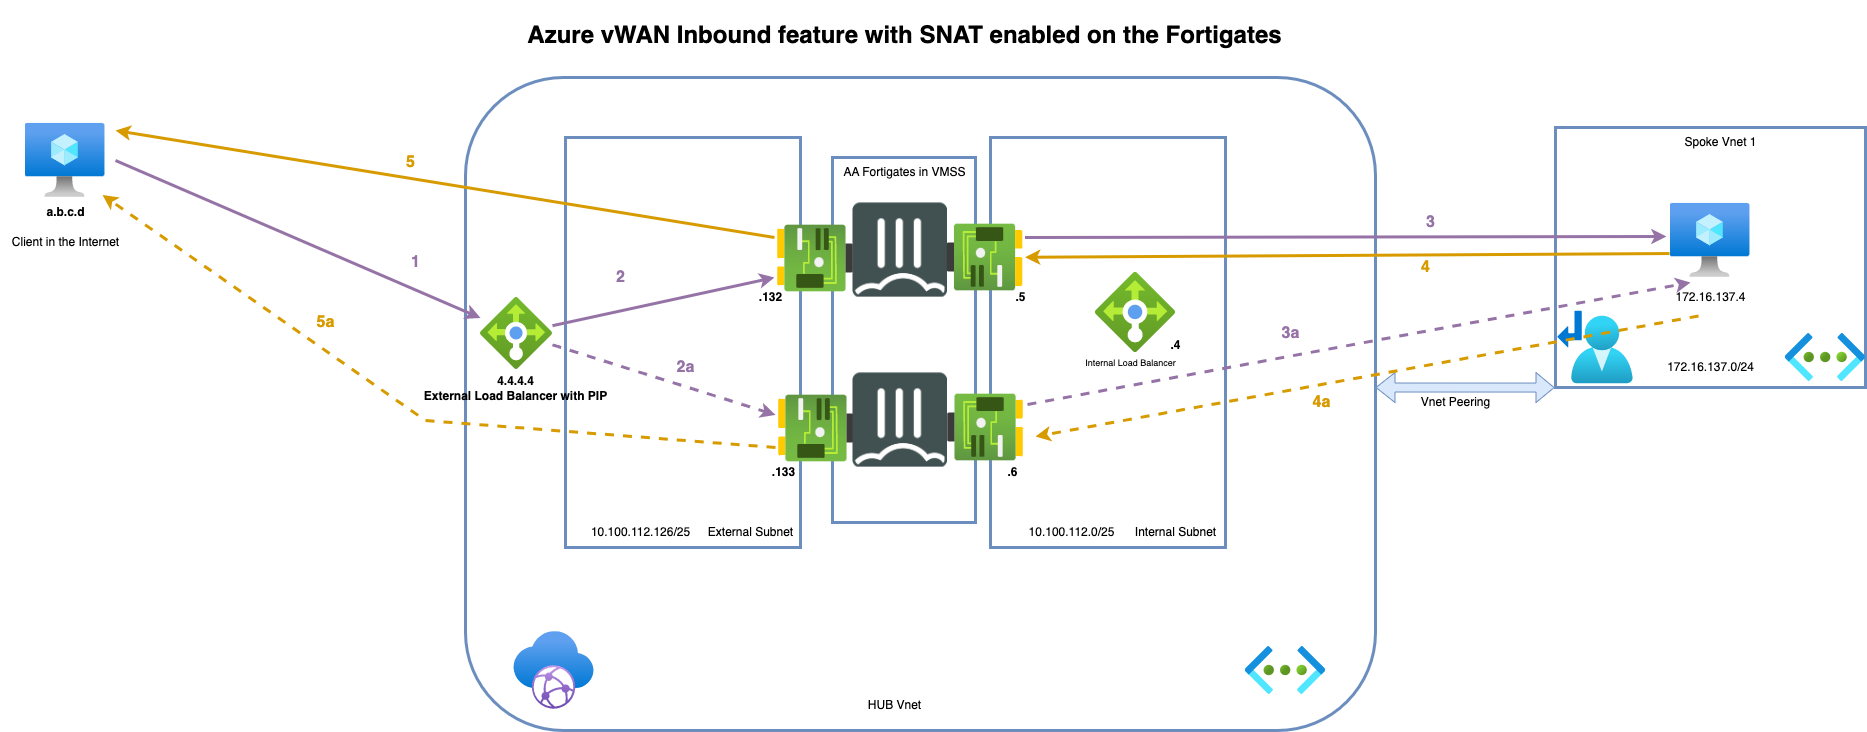 Azure vWAN Inbound feature with SNAT enabled on the Fortigates
a.b.c.d
Client in the Internet
5
1
5a
4.4.4.4
External Load Balancer with PIP
2
2a
.132
.133
10.100.112.126/25 External Subnet
AA Fortigates in VMSS
.5
.6
.4
Internal Load Balancer
10.100.112.0/25 Internal Subnet
3
4
3a
4a
Vnet Peering
Spoke Vnet 1
172.16.137.4
172.16.137.0/24
HUB Vnet